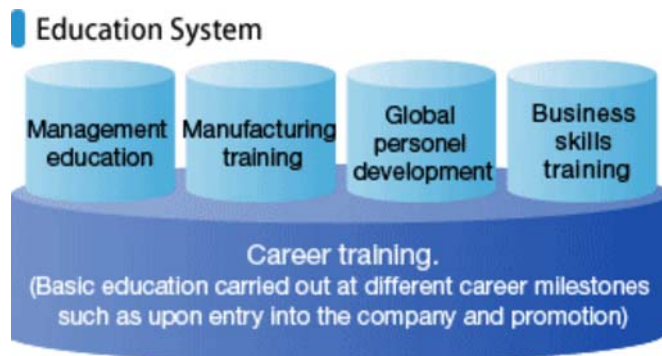 Education System
Management
education
Manufacturing
training
Global
personel
development
Business
skills
training
Career training.
(Basic education carried out at different career milestones
such as upon entry into the company and promotion)